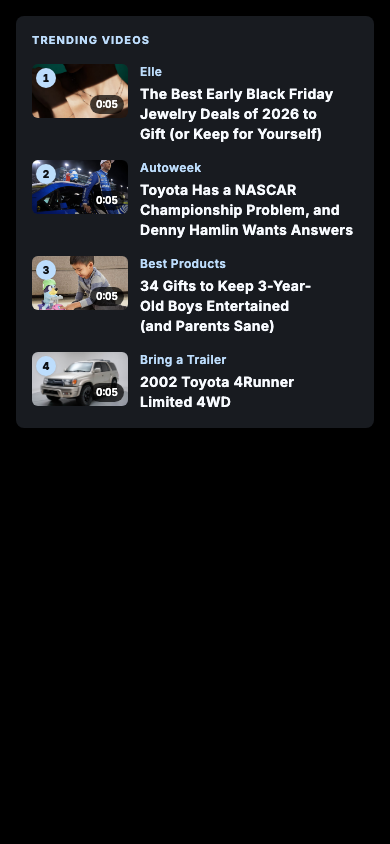 TRENDING VIDEOS
1
0:05
Elle
The Best Early Black Friday
Jewelry Deals of 2026 to
Gift (or Keep for Yourself)
2
0:05
Autoweek
Toyota Has a NASCAR
Championship Problem, and
Denny Hamlin Wants Answers
3
0:05
Best Products
34 Gifts to Keep 3-Year-
Old Boys Entertained
(and Parents Sane)
4
0:05
Bring a Trailer
2002 Toyota 4Runner
Limited 4WD